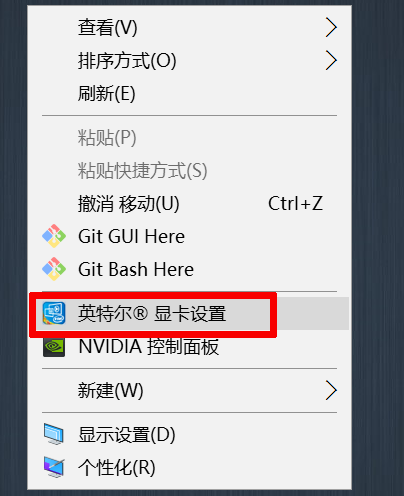 查看(V)
排序方式(O)
刷新(E)
粘贴(P)
粘贴快捷方式(S)
撤消 移动(U) Ctrl+Z
Git GUI Here
Git Bash Here
英特尔® 显卡设置
NVIDIA 控制面板
新建(W)
显示设置(D)
个性化(R)